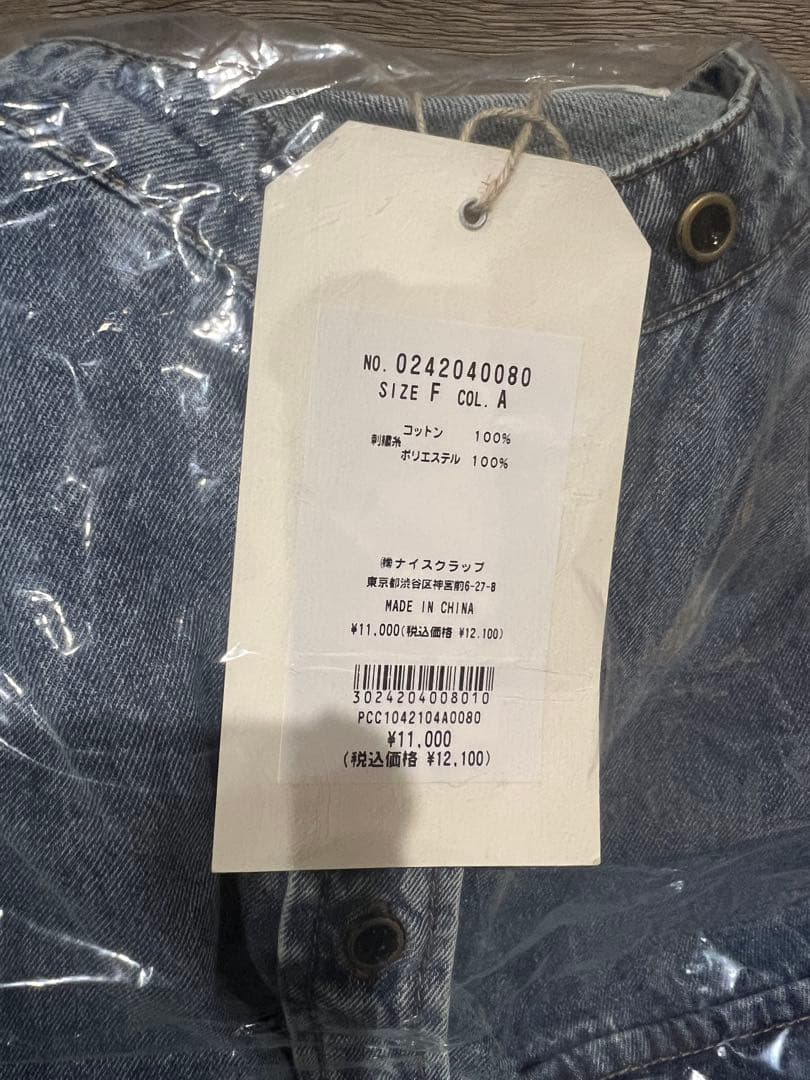 NO. 0242040080
SIZE F COL. A
コットン 100%
刺繍糸
ポリエステル 100%
㈱ナイスクラップ
東京都渋谷区神宮前6-27-8
MADE IN CHINA
¥11,000(税込価格 ¥12,100)
3024204008010
PCC1042104A0080
¥11,000
(税込価格 ¥12,100)